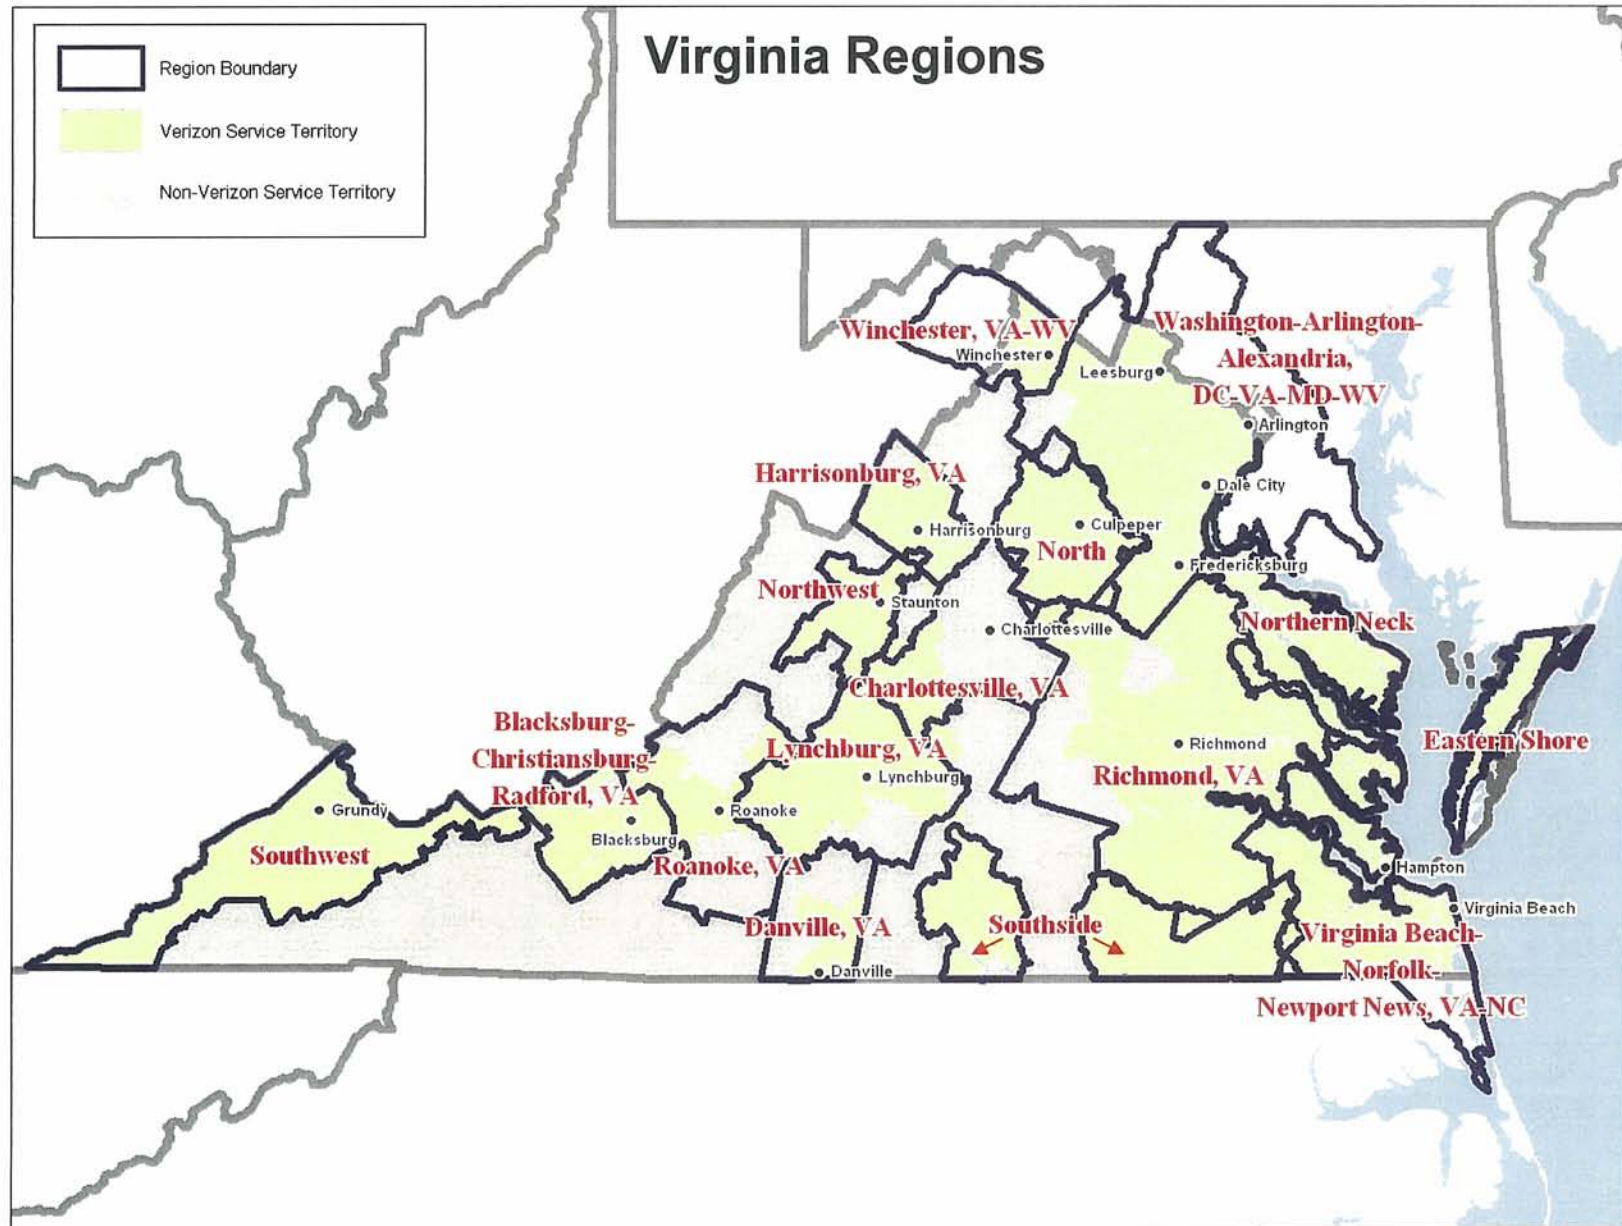 Virginia Regions
Region Boundary
Verizon Service Territory
Non-Verizon Service Territory
Winchester, VA-WV
Winchester
Washington-Arlington-
Alexandria,
DC-VA-MD-WV
Leesburg
Arlington
Harrisonburg, VA
Harrisonburg
Dale City
Culpeper
North
Fredericksburg
Northwest
Staunton
Charlottesville
Northern Neck
Charlottesville, VA
Blacksburg-
Christiansburg-
Radford, VA
Blacksburg
Lynchburg, VA
Lynchburg
Richmond
Richmond, VA
Eastern Shore
Grundy
Southwest
Roanoke
Roanoke, VA
Hampton
Virginia Beach
Danville, VA
Danville
Southside
Virginia Beach-
Norfolk-
Newport News, VA-NC